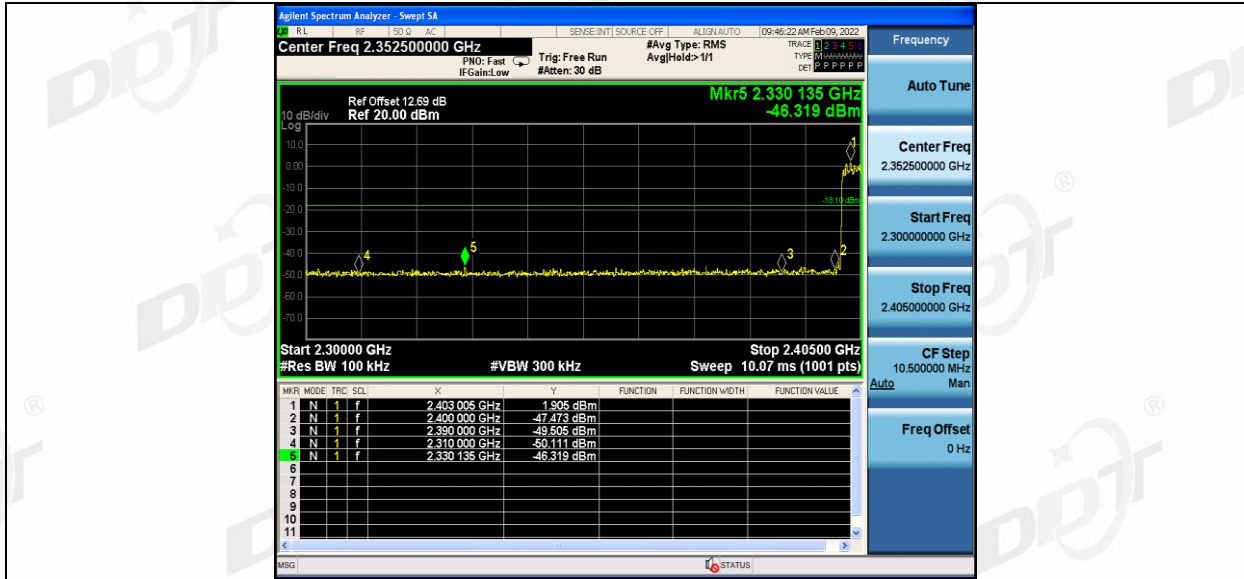 Agilent Spectrum Analyzer - Swept SA
RL RF 50 Ω AC SENSE:INT SOURCE OFF ALIGN AUTO 09:46:22 AM Feb 09, 2022
Center Freq 2.352500000 GHz
PNO: Fast
IFGain:Low
Trig: Free Run
#Atten: 30 dB
#Avg Type: RMS
Avg|Hold:>1/1
TRACE 1 2 3 4 5 6
TYPE M
DET P P P P P P
Mkr5 2.330 135 GHz
-46.319 dBm
Ref Offset 12.69 dB
10 dB/div Ref 20.00 dBm
Log
10.0
0.00
-10.0
-20.0
-30.0
-40.0
-50.0
-60.0
-70.0
1
-18.10 dBm
4
5
3
2
Start 2.30000 GHz Stop 2.40500 GHz
#Res BW 100 kHz #VBW 300 kHz Sweep 10.07 ms (1001 pts)
MKR MODE TRC SCL X Y FUNCTION FUNCTION WIDTH FUNCTION VALUE
1 N 1 f 2.403 005 GHz 1.905 dBm
2 N 1 f 2.400 000 GHz -47.473 dBm
3 N 1 f 2.390 000 GHz -49.505 dBm
4 N 1 f 2.310 000 GHz -50.111 dBm
5 N 1 f 2.330 135 GHz -46.319 dBm
6
7
8
9
10
11
MSG STATUS
Frequency
Auto Tune
Center Freq
2.352500000 GHz
Start Freq
2.300000000 GHz
Stop Freq
2.405000000 GHz
CF Step
10.500000 MHz
Auto Man
Freq Offset
0 Hz